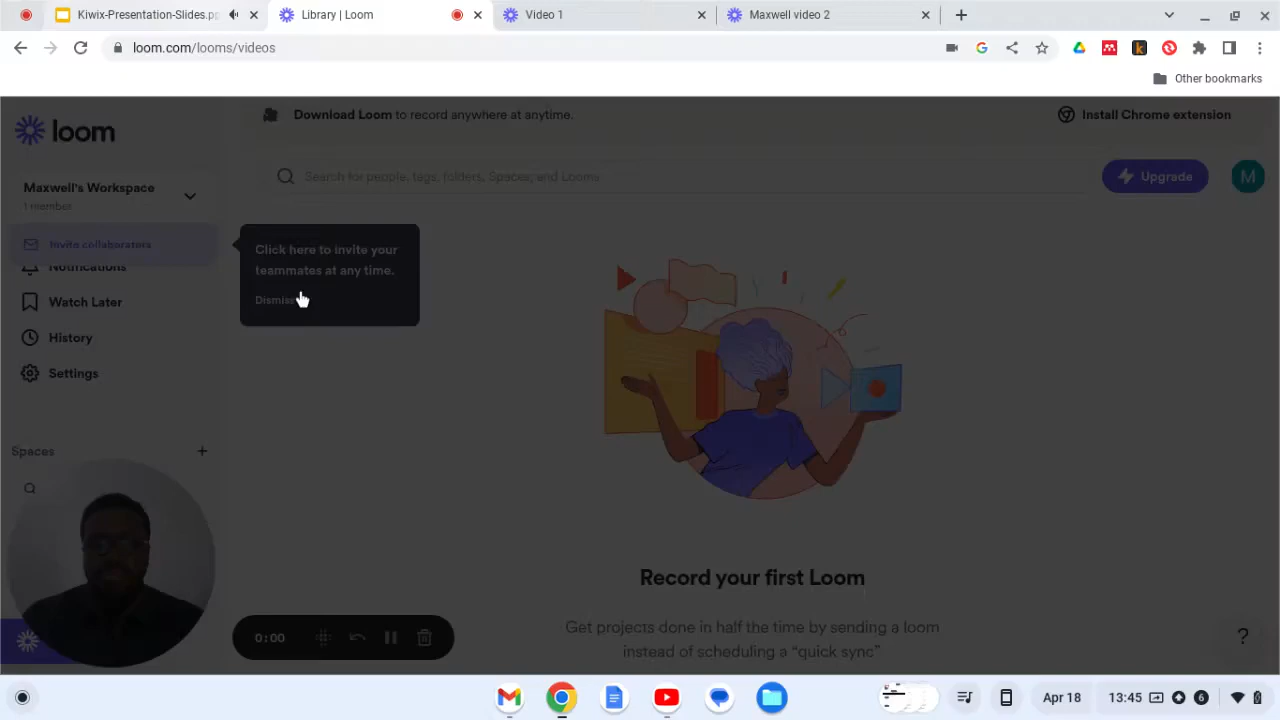 Kiwix-Presentation-Slides.ps
Library | Loom
Video 1
Maxwell video 2
loom.com/looms/videos
Other bookmarks
loom
Download Loom to record anywhere at anytime.
Install Chrome extension
Maxwell's Workspace
1 member
Search for people, tags, folders, Spaces, and Looms
Upgrade
M
Invite collaborators
Click here to invite your
teammates at any time.
Dismiss
Notifications
Watch Later
History
Settings
Spaces
Record your first Loom
Get projects done in half the time by sending a loom
instead of scheduling a “quick sync”
0:00
?
Apr 18
13:45
6